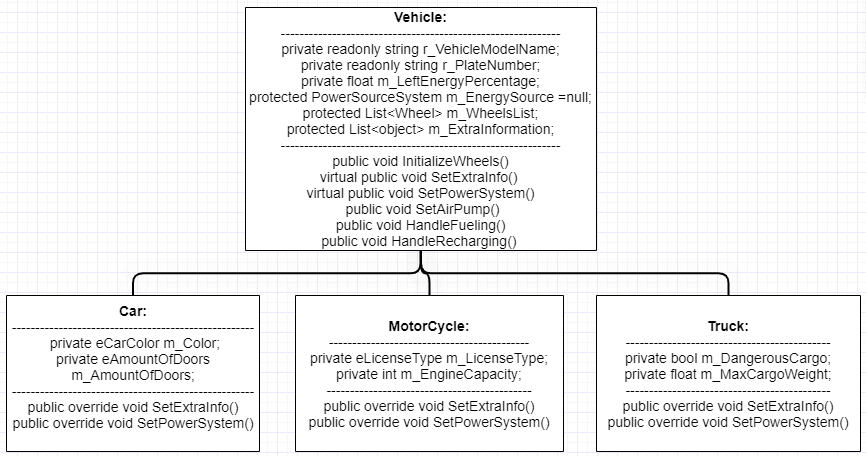 Vehicle:
--------------------------------------------------------
private readonly string r_VehicleModelName;
private readonly string r_PlateNumber;
private float m_LeftEnergyPercentage;
protected PowerSourceSystem m_EnergySource =null;
protected List<Wheel> m_WheelsList;
protected List<object> m_ExtraInformation;
--------------------------------------------------------
public void InitializeWheels()
virtual public void SetExtraInfo()
virtual public void SetPowerSystem()
public void SetAirPump()
public void HandleFueling()
public void HandleRecharging()
Car:
------------------------------------------------
private eCarColor m_Color;
private eAmountOfDoors
m_AmountOfDoors;
------------------------------------------------
public override void SetExtraInfo()
public override void SetPowerSystem()
MotorCycle:
----------------------------------------
private eLicenseType m_LicenseType;
private int m_EngineCapacity;
-----------------------------------------
public override void SetExtraInfo()
public override void SetPowerSystem()
Truck:
-----------------------------------------
private bool m_DangerousCargo;
private float m_MaxCargoWeight;
-----------------------------------------
public override void SetExtraInfo()
public override void SetPowerSystem()